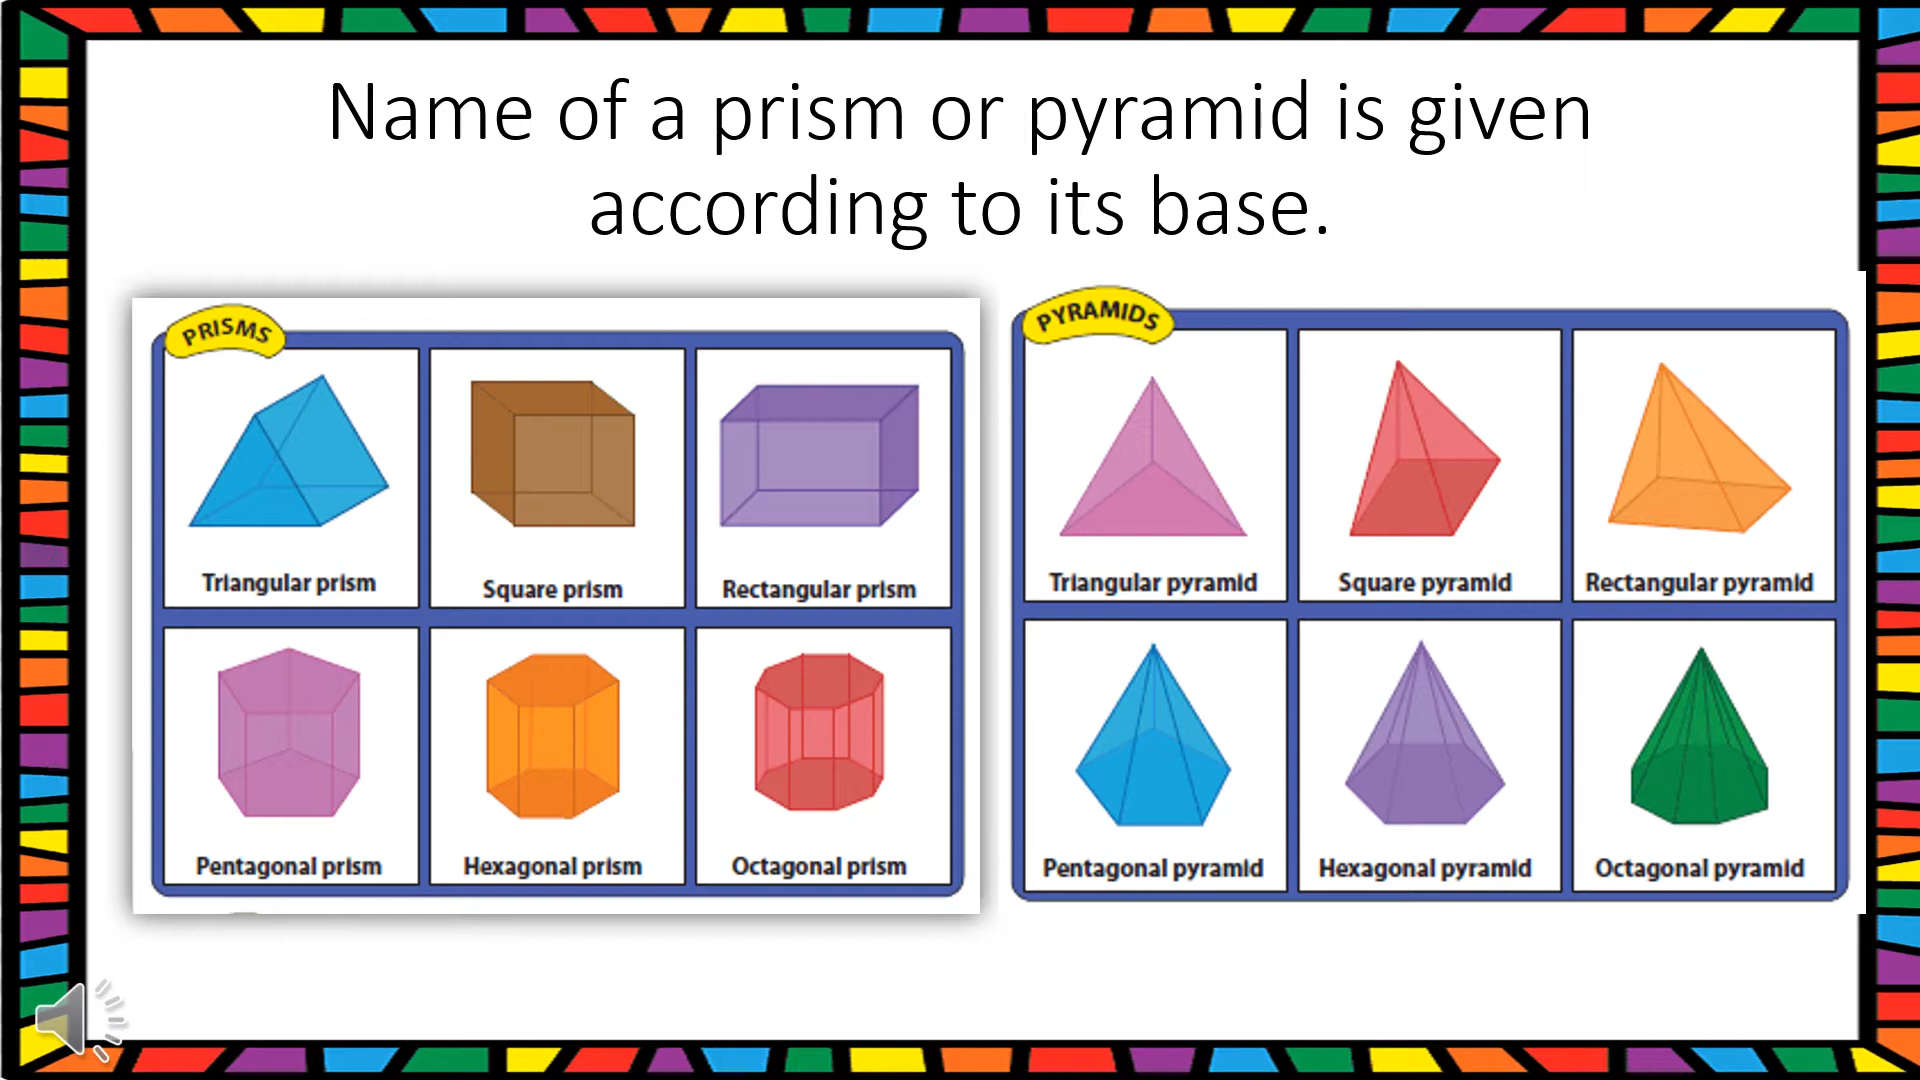 Name of a prism or pyramid is given
according to its base.
PRISMS
Triangular prism
Square prism
Rectangular prism
Pentagonal prism
Hexagonal prism
Octagonal prism
PYRAMIDS
Triangular pyramid
Square pyramid
Rectangular pyramid
Pentagonal pyramid
Hexagonal pyramid
Octagonal pyramid